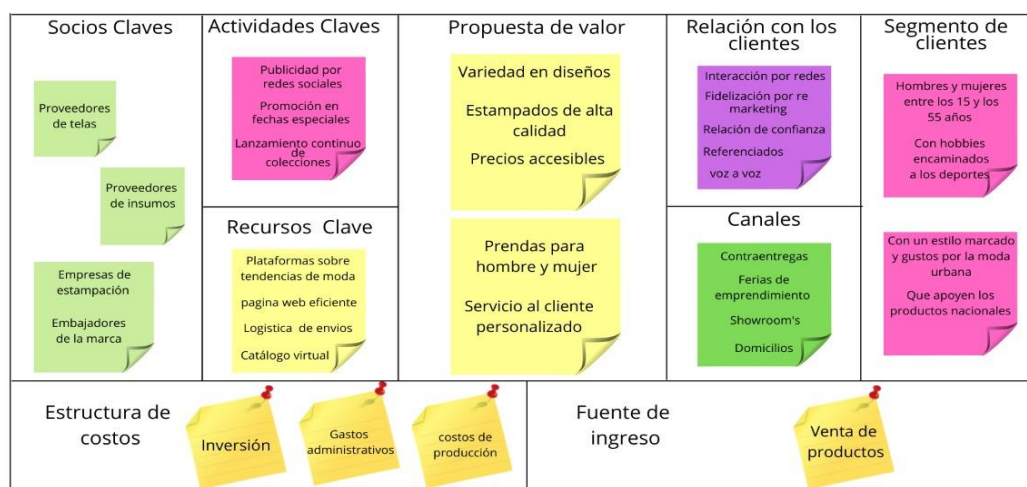 Socios Claves
Proveedores
de telas
Proveedores
de insumos
Empresas de
estampación
Embajadores
de la marca
Actividades Claves
Publicidad por
redes sociales
Promoción en
fechas especiales
Lanzamiento continuo
de
colecciones
Recursos Clave
Plataformas sobre
tendencias de moda
pagina web eficiente
Logistica de envios
Catálogo virtual
Propuesta de valor
Variedad en diseños
Estampados de alta
calidad
Precios accesibles
Prendas para
hombre y mujer
Servicio al cliente
personalizado
Relación con los
clientes
Interacción por redes
Fidelización por re
marketing
Relación de confianza
Referenciados
voz a voz
Canales
Contraentregas
Ferias de
emprendimiento
Showroom's
Domicilios
Segmento de
clientes
Hombres y mujeres
entre los 15 y los
55 años
Con hobbies
encaminados
a los deportes
Con un estilo marcado
y gustos por la moda
urbana
Que apoyen los
productos nacionales
Estructura de
costos
Inversión
Gastos
administrativos
costos de
producción
Fuente de
ingreso
Venta de
productos